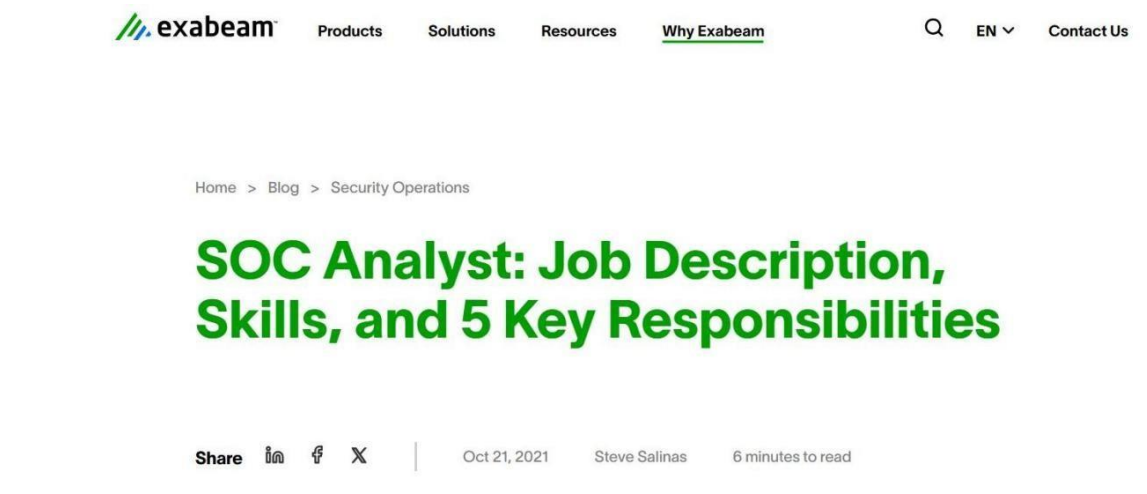 exabeam Products Solutions Resources Why Exabeam EN Contact Us
Home > Blog > Security Operations
SOC Analyst: Job Description,
Skills, and 5 Key Responsibilities
Share in f X Oct 21, 2021 Steve Salinas 6 minutes to read